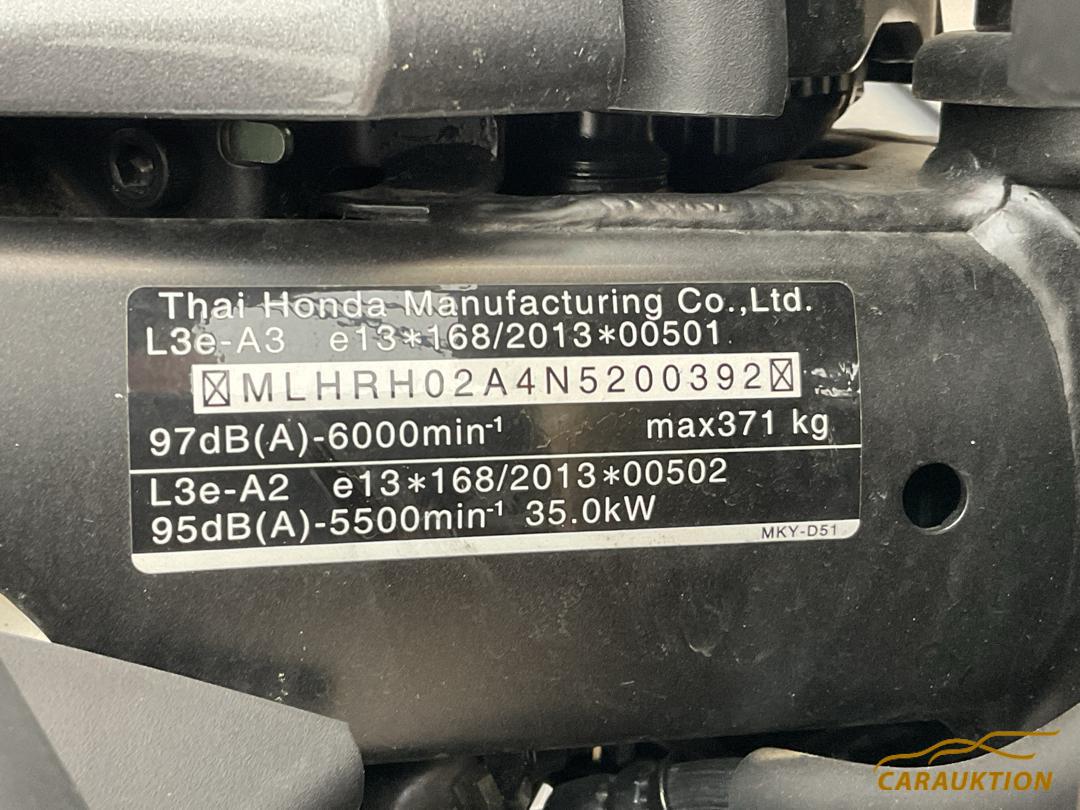 Thai Honda Manufacturing Co.,Ltd.
L3e-A3 e13*168/2013*00501
☒MLHRH02A4N5200392☒
97dB(A)-6000min⁻¹ max371 kg
L3e-A2 e13*168/2013*00502
95dB(A)-5500min⁻¹ 35.0kW
MKY-D51
CARAUKTION